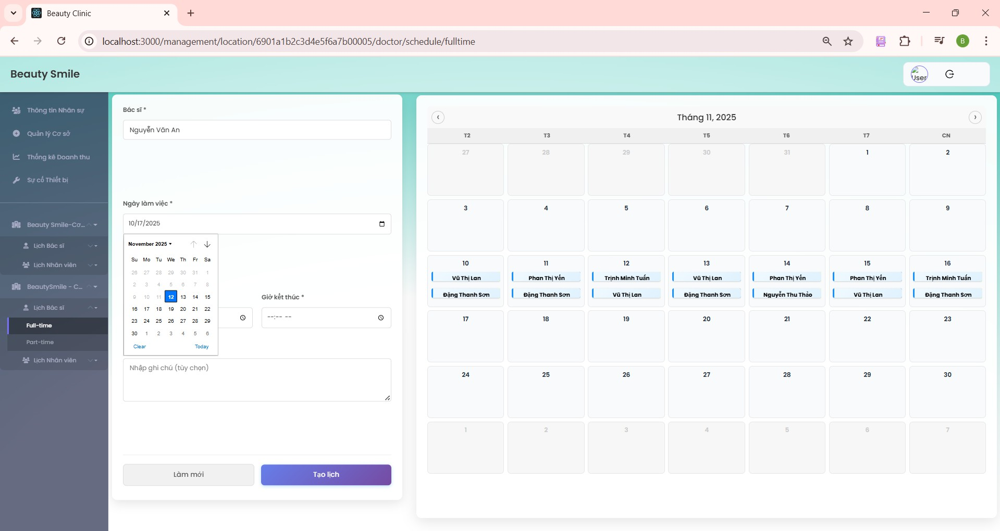 Beauty Clinic
localhost:3000/management/location/6901a1b2c3d4e5f6a7b00005/doctor/schedule/fulltime
B
Beauty Smile
User
Thông tin Nhân sự
Quản lý Cơ sở
Thống kê Doanh thu
Sự cố Thiết bị
Beauty Smile-Cơ...
Lịch Bác sĩ
Lịch Nhân viên
BeautySmile - C...
Lịch Bác sĩ
Full-time
Part-time
Lịch Nhân viên
Bác sĩ *
Nguyễn Văn An
Ngày làm việc *
10/17/2025
November 2025
Su Mo Tu We Th Fr Sa
26 27 28 29 30 31 1
2 3 4 5 6 7 8
9 10 11 12 13 14 15
16 17 18 19 20 21 22
23 24 25 26 27 28 29
30 1 2 3 4 5 6
Clear Today
Giờ kết thúc *
--:-- --
Nhập ghi chú (tùy chọn)
Làm mới
Tạo lịch
‹ Tháng 11, 2025 ›
T2 T3 T4 T5 T6 T7 CN
27 28 29 30 31 1 2
3 4 5 6 7 8 9
10 11 12 13 14 15 16
Vũ Thị Lan Phan Thị Yến Trịnh Minh Tuấn Vũ Thị Lan Phan Thị Yến Phan Thị Yến Trịnh Minh Tuấn
Đặng Thanh Sơn Đặng Thanh Sơn Vũ Thị Lan Đặng Thanh Sơn Nguyễn Thu Thảo Vũ Thị Lan Đặng Thanh Sơn
17 18 19 20 21 22 23
24 25 26 27 28 29 30
1 2 3 4 5 6 7